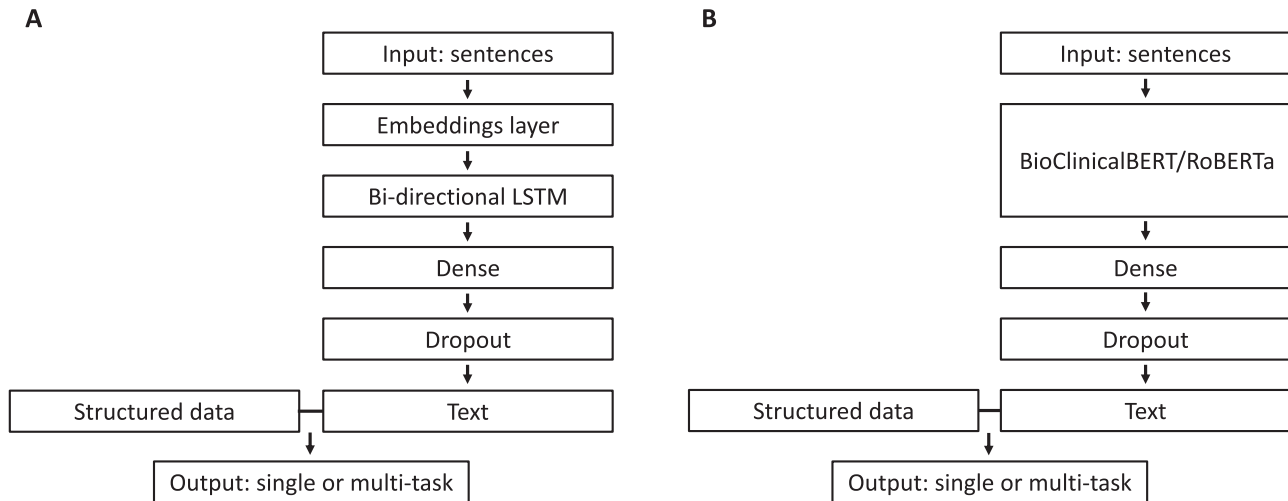 A
Input: sentences
Embeddings layer
Bi-directional LSTM
Dense
Dropout
Structured data
Text
Output: single or multi-task
B
Input: sentences
BioClinicalBERT/RoBERTa
Dense
Dropout
Structured data
Text
Output: single or multi-task